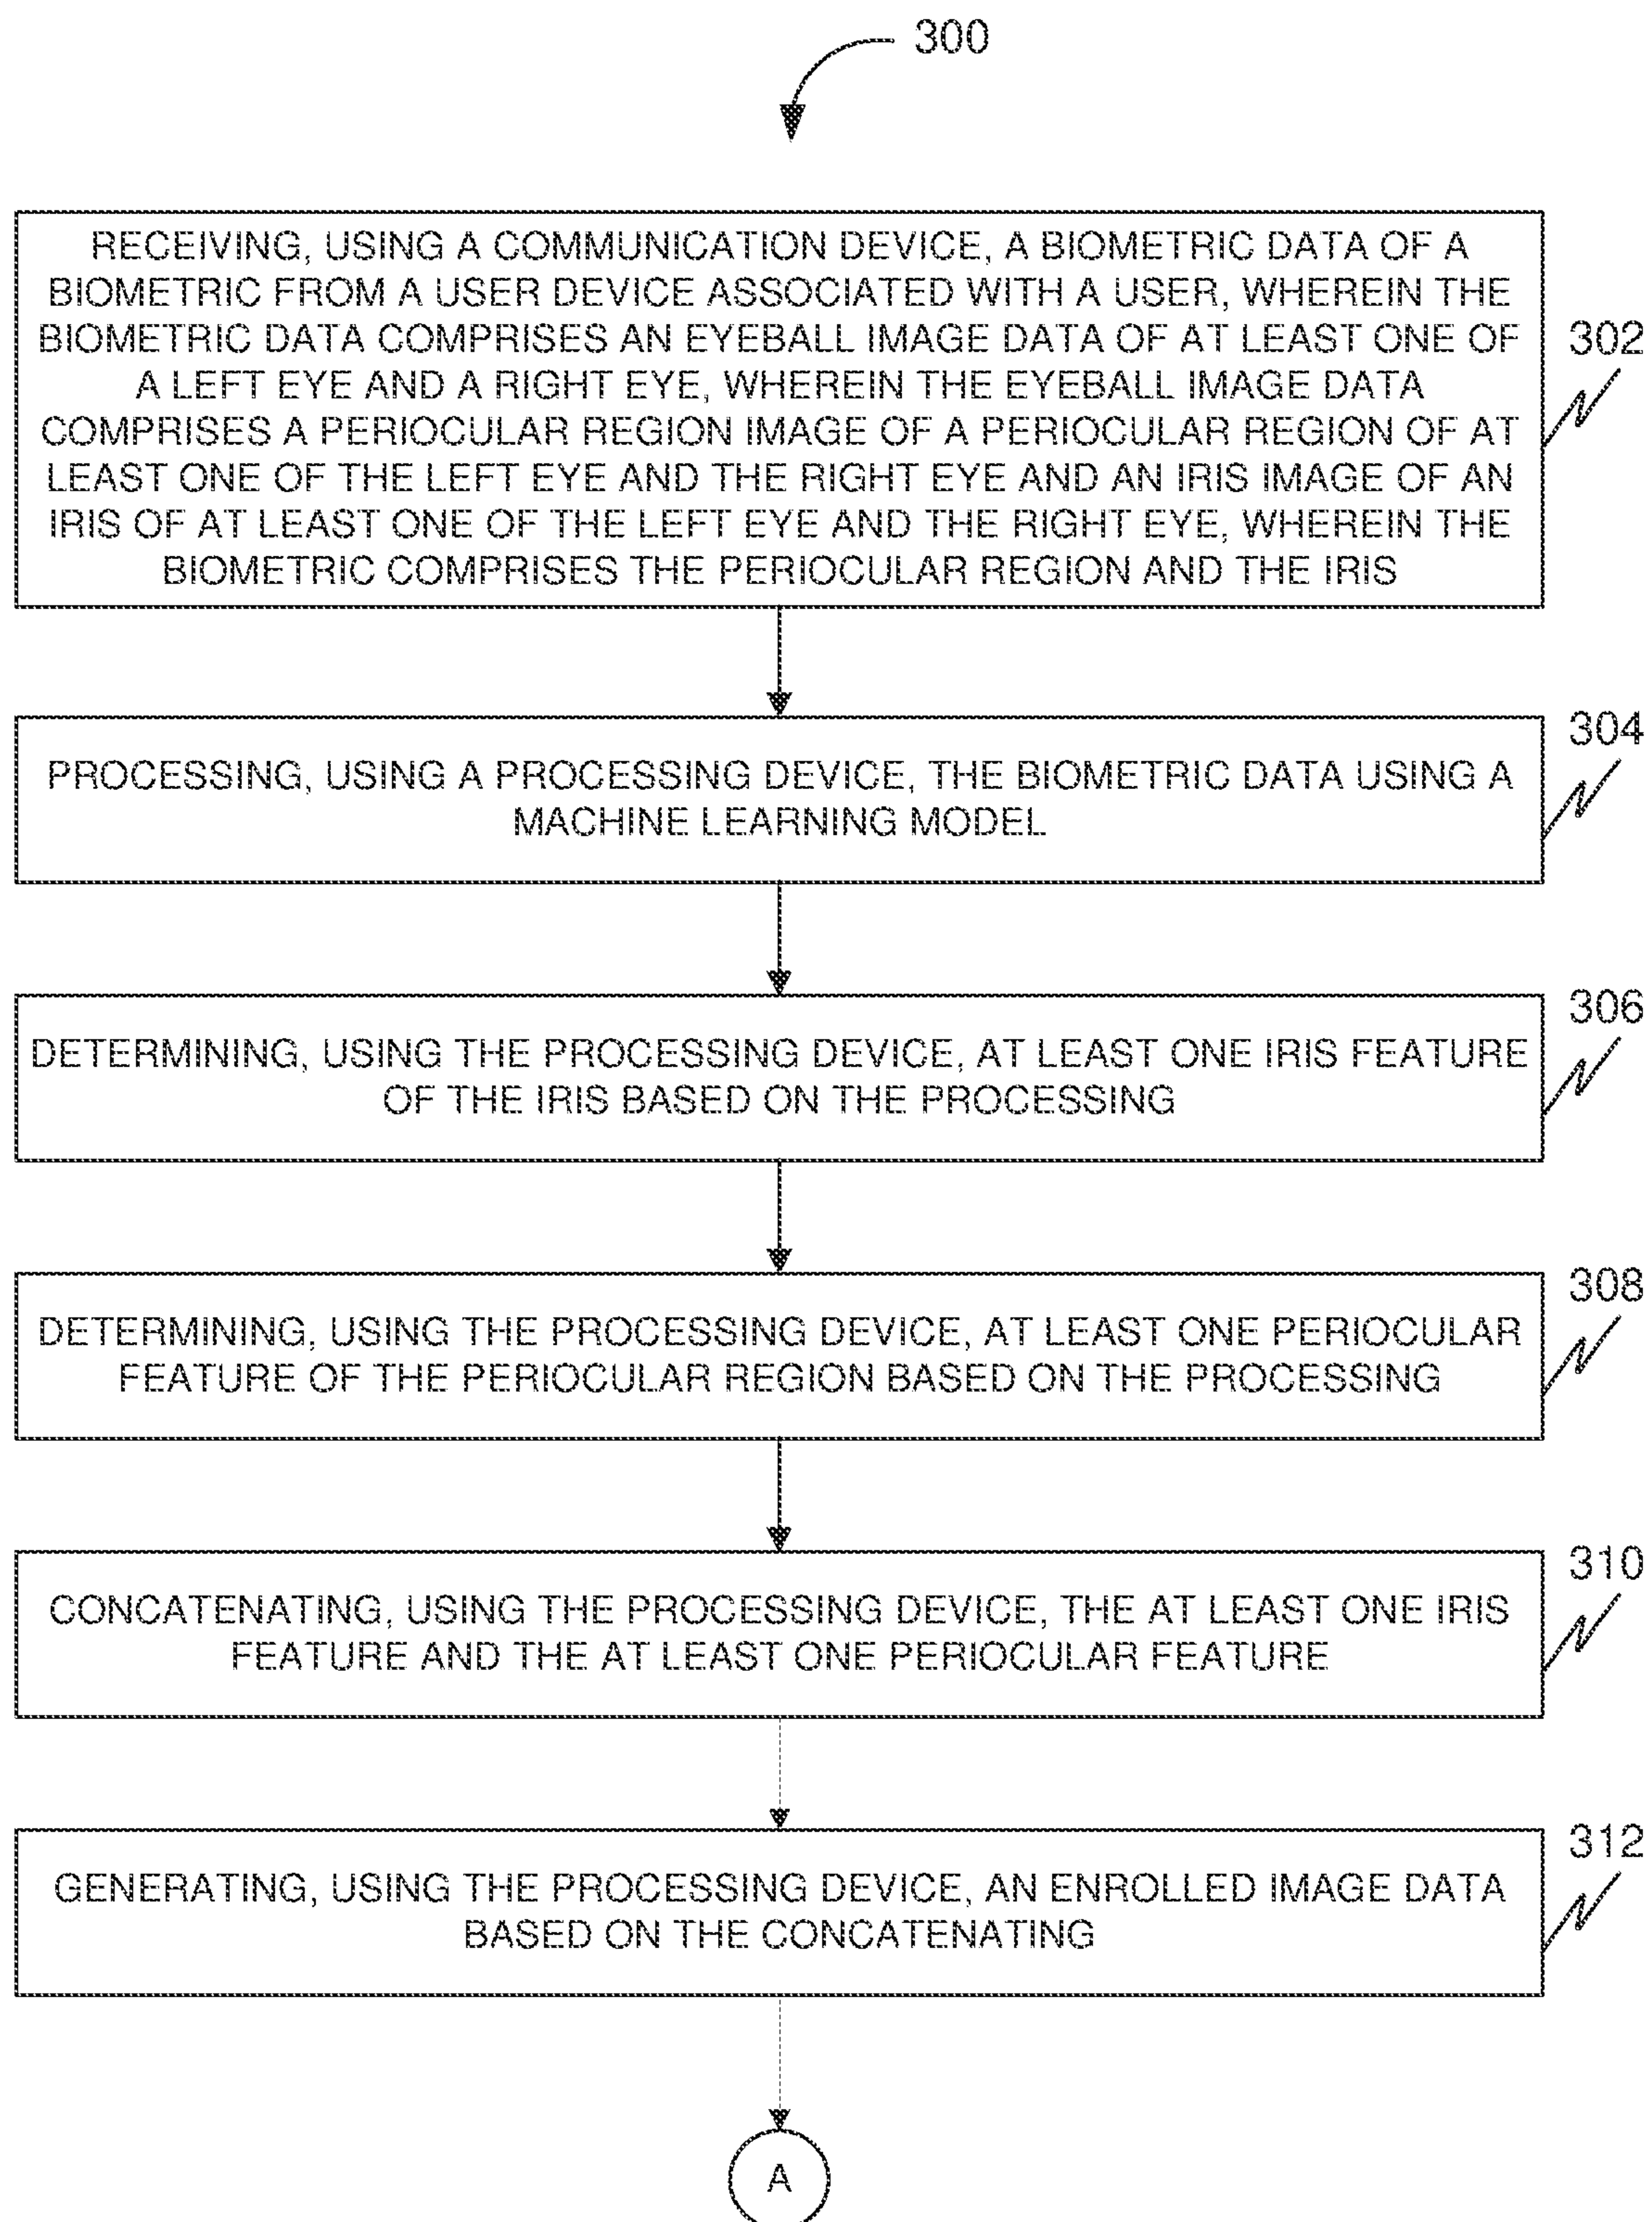 300
RECEIVING, USING A COMMUNICATION DEVICE, A BIOMETRIC DATA OF A
BIOMETRIC FROM A USER DEVICE ASSOCIATED WITH A USER, WHEREIN THE
BIOMETRIC DATA COMPRISES AN EYEBALL IMAGE DATA OF AT LEAST ONE OF
A LEFT EYE AND A RIGHT EYE, WHEREIN THE EYEBALL IMAGE DATA
COMPRISES A PERIOCULAR REGION IMAGE OF A PERIOCULAR REGION OF AT
LEAST ONE OF THE LEFT EYE AND THE RIGHT EYE AND AN IRIS IMAGE OF AN
IRIS OF AT LEAST ONE OF THE LEFT EYE AND THE RIGHT EYE, WHEREIN THE
BIOMETRIC COMPRISES THE PERIOCULAR REGION AND THE IRIS
302
PROCESSING, USING A PROCESSING DEVICE, THE BIOMETRIC DATA USING A
MACHINE LEARNING MODEL
304
DETERMINING, USING THE PROCESSING DEVICE, AT LEAST ONE IRIS FEATURE
OF THE IRIS BASED ON THE PROCESSING
306
DETERMINING, USING THE PROCESSING DEVICE, AT LEAST ONE PERIOCULAR
FEATURE OF THE PERIOCULAR REGION BASED ON THE PROCESSING
308
CONCATENATING, USING THE PROCESSING DEVICE, THE AT LEAST ONE IRIS
FEATURE AND THE AT LEAST ONE PERIOCULAR FEATURE
310
GENERATING, USING THE PROCESSING DEVICE, AN ENROLLED IMAGE DATA
BASED ON THE CONCATENATING
312
A